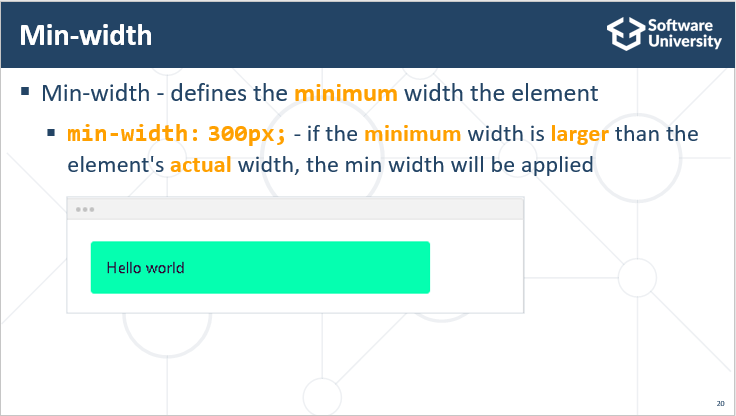 Min-width
Software
University
▪ Min-width - defines the minimum width the element
▪ min-width: 300px; - if the minimum width is larger than the
element's actual width, the min width will be applied
Hello world
20